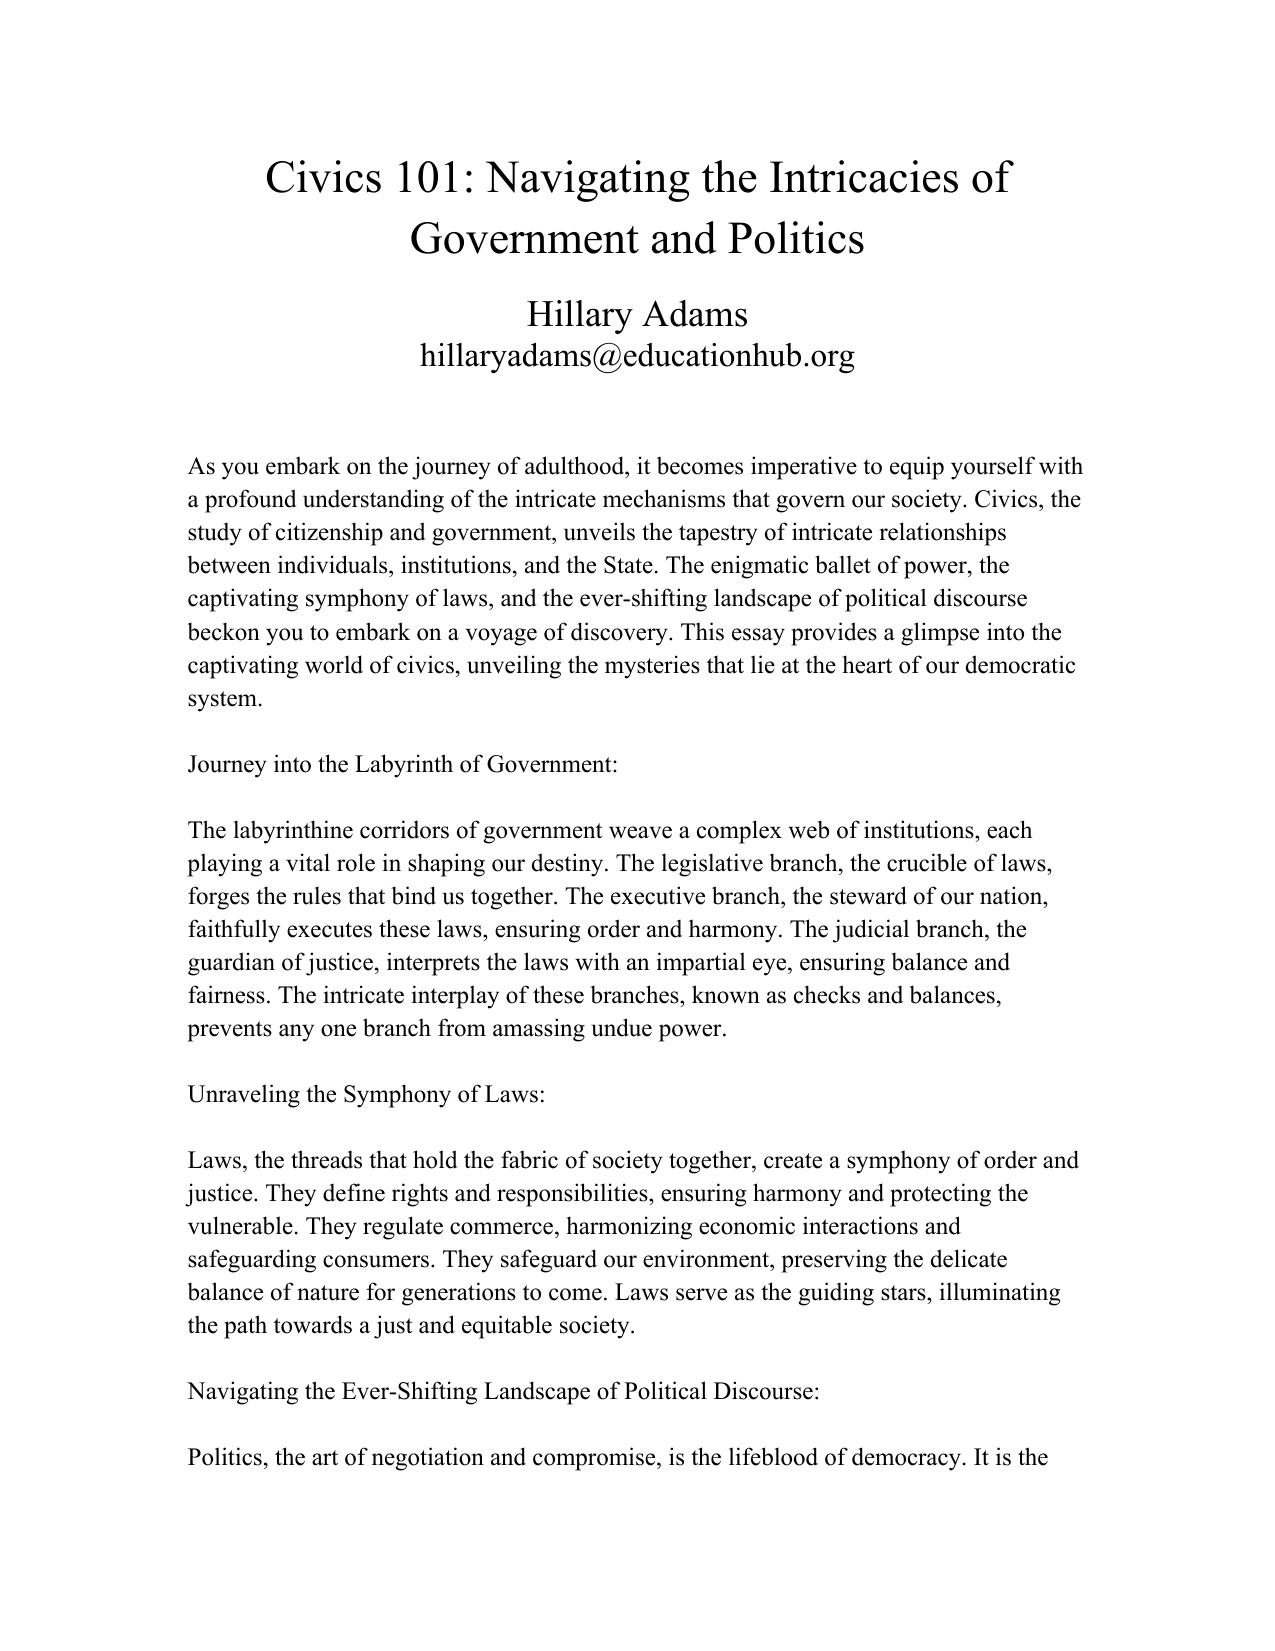 Civics 101: Navigating the Intricacies of
Government and Politics
Hillary Adams
hillaryadams@educationhub.org
As you embark on the journey of adulthood, it becomes imperative to equip yourself with
a profound understanding of the intricate mechanisms that govern our society. Civics, the
study of citizenship and government, unveils the tapestry of intricate relationships
between individuals, institutions, and the State. The enigmatic ballet of power, the
captivating symphony of laws, and the ever-shifting landscape of political discourse
beckon you to embark on a voyage of discovery. This essay provides a glimpse into the
captivating world of civics, unveiling the mysteries that lie at the heart of our democratic
system.
Journey into the Labyrinth of Government:
The labyrinthine corridors of government weave a complex web of institutions, each
playing a vital role in shaping our destiny. The legislative branch, the crucible of laws,
forges the rules that bind us together. The executive branch, the steward of our nation,
faithfully executes these laws, ensuring order and harmony. The judicial branch, the
guardian of justice, interprets the laws with an impartial eye, ensuring balance and
fairness. The intricate interplay of these branches, known as checks and balances,
prevents any one branch from amassing undue power.
Unraveling the Symphony of Laws:
Laws, the threads that hold the fabric of society together, create a symphony of order and
justice. They define rights and responsibilities, ensuring harmony and protecting the
vulnerable. They regulate commerce, harmonizing economic interactions and
safeguarding consumers. They safeguard our environment, preserving the delicate
balance of nature for generations to come. Laws serve as the guiding stars, illuminating
the path towards a just and equitable society.
Navigating the Ever-Shifting Landscape of Political Discourse:
Politics, the art of negotiation and compromise, is the lifeblood of democracy. It is the